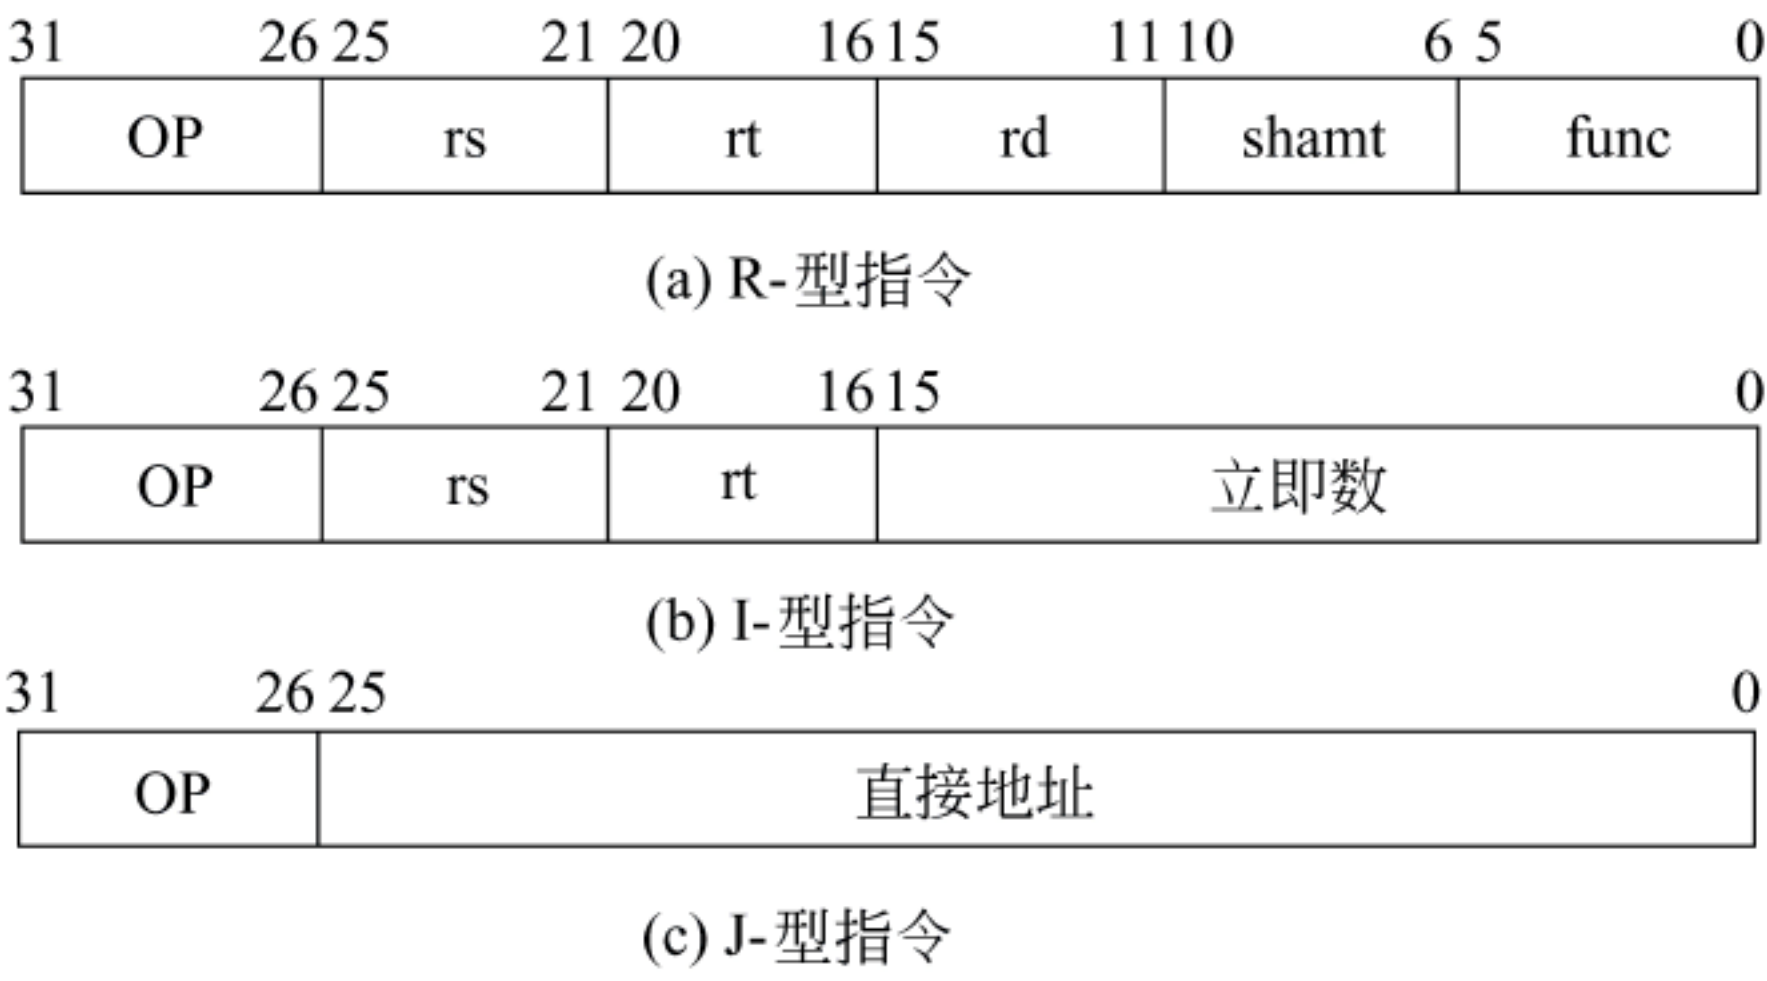 31 26 25 21 20 16 15 11 10 6 5 0
OP rs rt rd shamt func
(a) R-型指令
31 26 25 21 20 16 15 0
OP rs rt 立即数
(b) I-型指令
31 26 25 0
OP 直接地址
(c) J-型指令